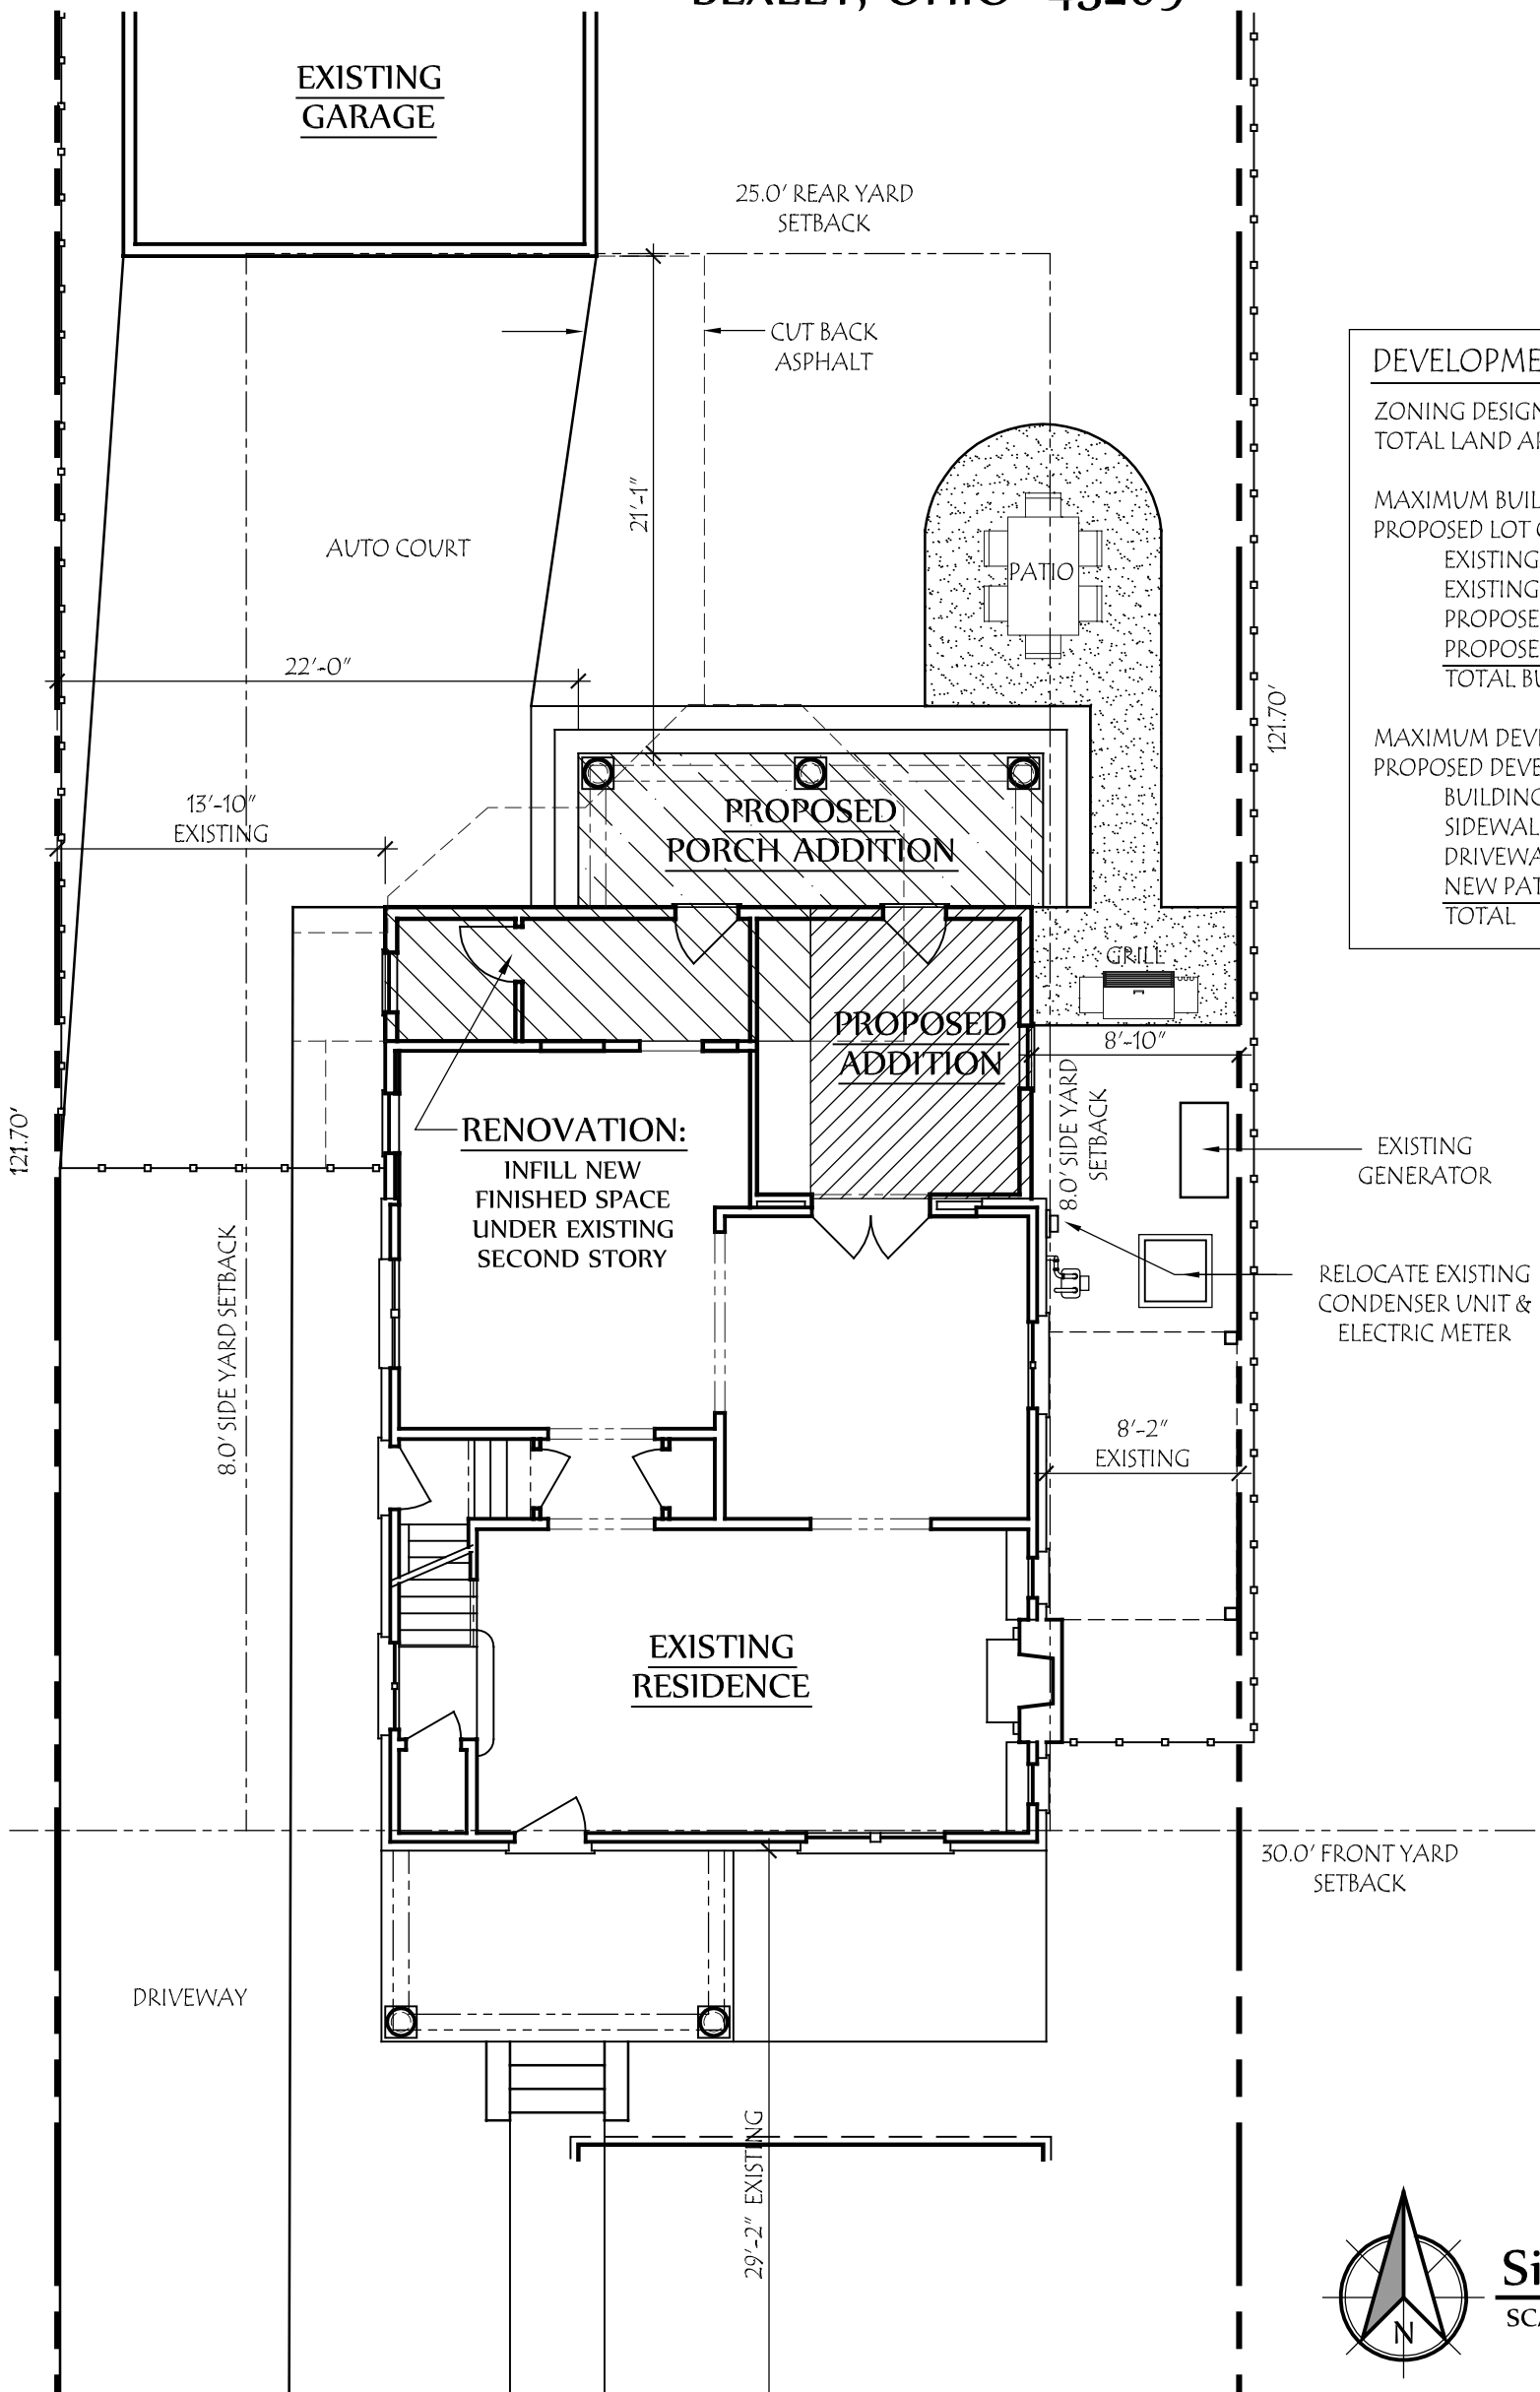 EXISTING
GARAGE
25.0' REAR YARD
SETBACK
CUT BACK
ASPHALT
DEVELOPME
ZONING DESIGN
TOTAL LAND AR
MAXIMUM BUIL
PROPOSED LOT C
EXISTING
EXISTING
PROPOSE
PROPOSE
TOTAL BU
MAXIMUM DEVE
PROPOSED DEVE
BUILDING
SIDEWAL
DRIVEWA
NEW PAT
TOTAL
21'-1"
AUTO COURT
PATIO
22'-0"
121.70'
13'-10"
EXISTING
PROPOSED
PORCH ADDITION
GRILL
PROPOSED
ADDITION
8'-10"
8.0' SIDE YARD
SETBACK
121.70'
RENOVATION:
INFILL NEW
FINISHED SPACE
UNDER EXISTING
SECOND STORY
EXISTING
GENERATOR
RELOCATE EXISTING
CONDENSER UNIT &
ELECTRIC METER
8.0' SIDE YARD SETBACK
8'-2"
EXISTING
EXISTING
RESIDENCE
30.0' FRONT YARD
SETBACK
DRIVEWAY
29'-2" EXISTING
N
Si
SCA